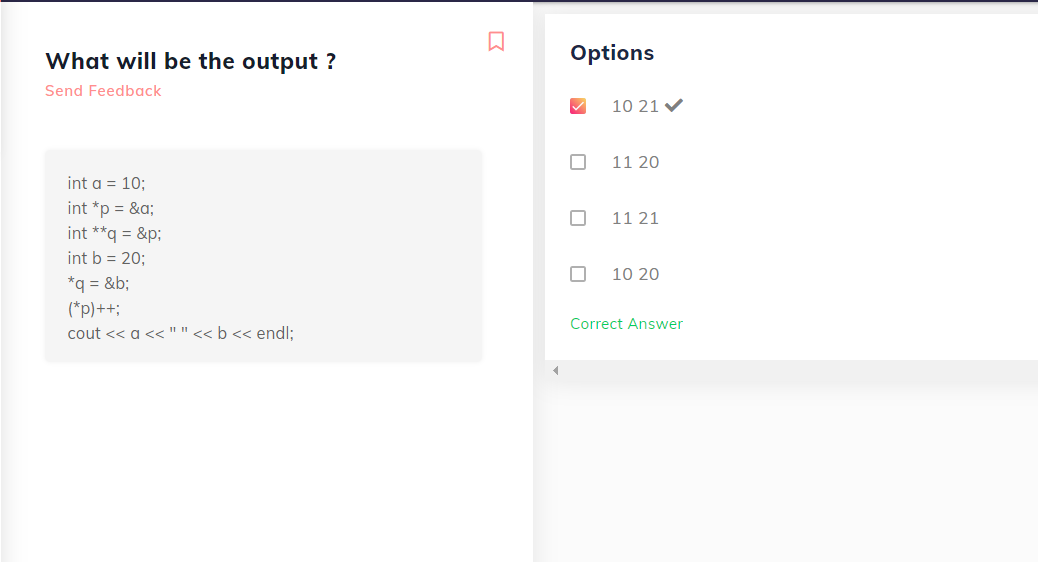 What will be the output ?
Send Feedback
int a = 10;
int *p = &a;
int **q = &p;
int b = 20;
*q = &b;
(*p)++;
cout << a << " " << b << endl;
Options
10 21
11 20
11 21
10 20
Correct Answer